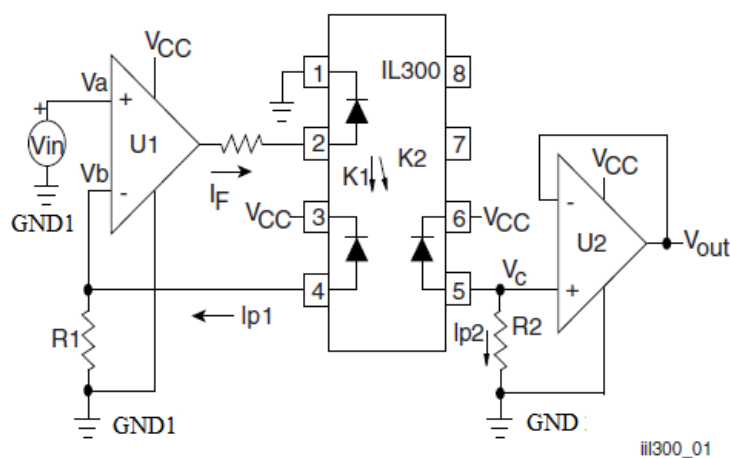 VCC
1
IL300
8
Va
+
+
Vin
U1
2
K2
7
K1
Vb
-
IF
VCC
GND1
VCC
3
6
VCC
-
U2
Vout
4
5
Vc
+
Ip1
R1
Ip2
R2
GND1
GND
iil300_01